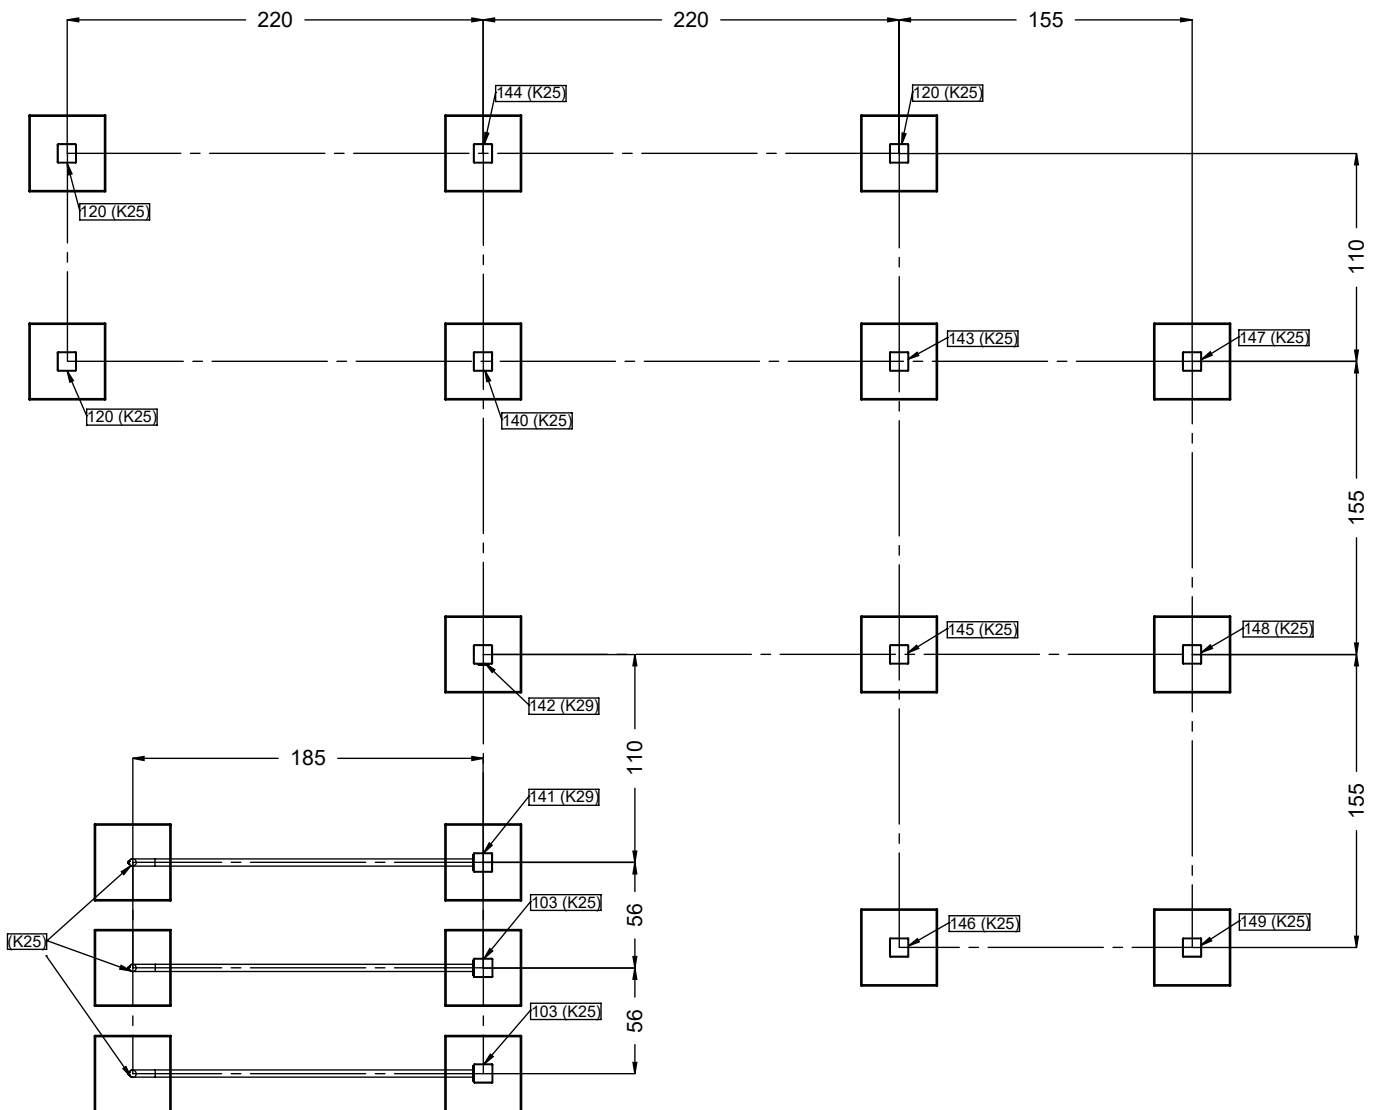 220
220
155
144 (K25)
120 (K25)
120 (K25)
110
143 (K25)
147 (K25)
120 (K25)
140 (K25)
155
145 (K25)
148 (K25)
142 (K29)
110
185
141 (K29)
155
103 (K25)
56
146 (K25)
149 (K25)
(K25)
103 (K25)
56